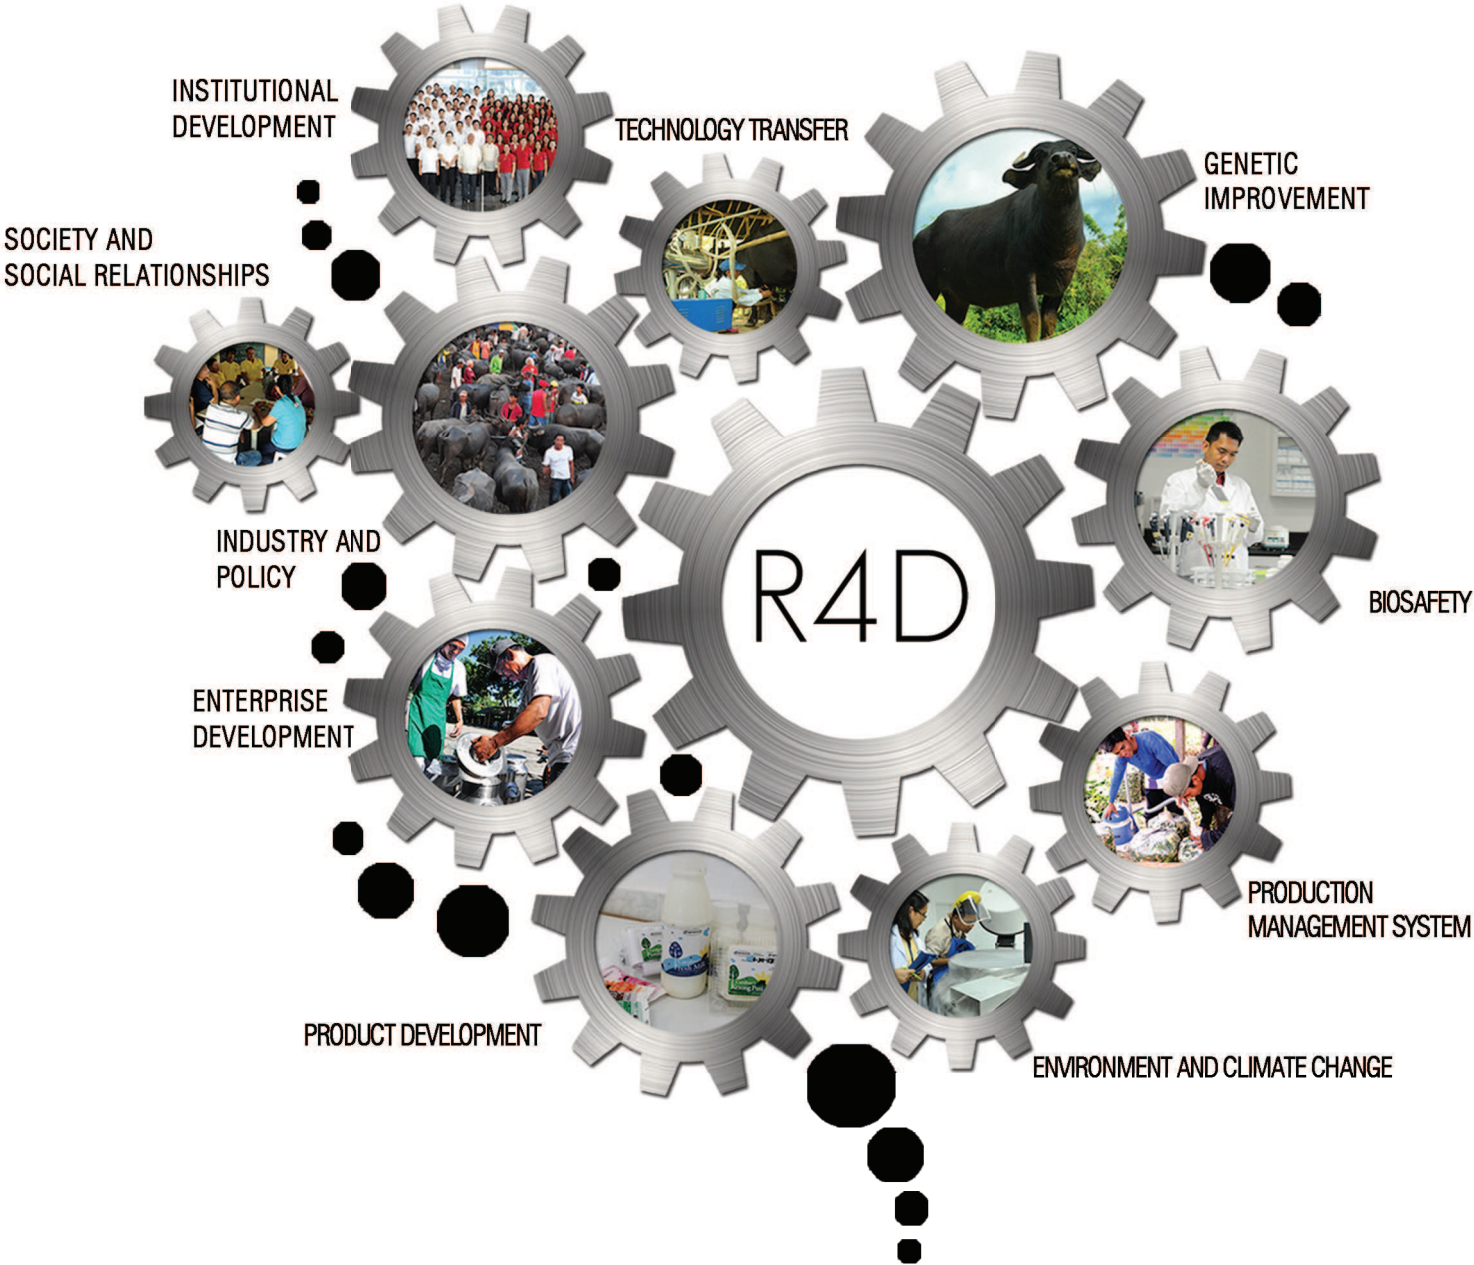 INSTITUTIONAL
DEVELOPMENT
TECHNOLOGY TRANSFER
GENETIC
IMPROVEMENT
SOCIETY AND
SOCIAL RELATIONSHIPS
INDUSTRY AND
POLICY
R4D
BIOSAFETY
ENTERPRISE
DEVELOPMENT
PRODUCTION
MANAGEMENT SYSTEM
PRODUCT DEVELOPMENT
ENVIRONMENT AND CLIMATE CHANGE